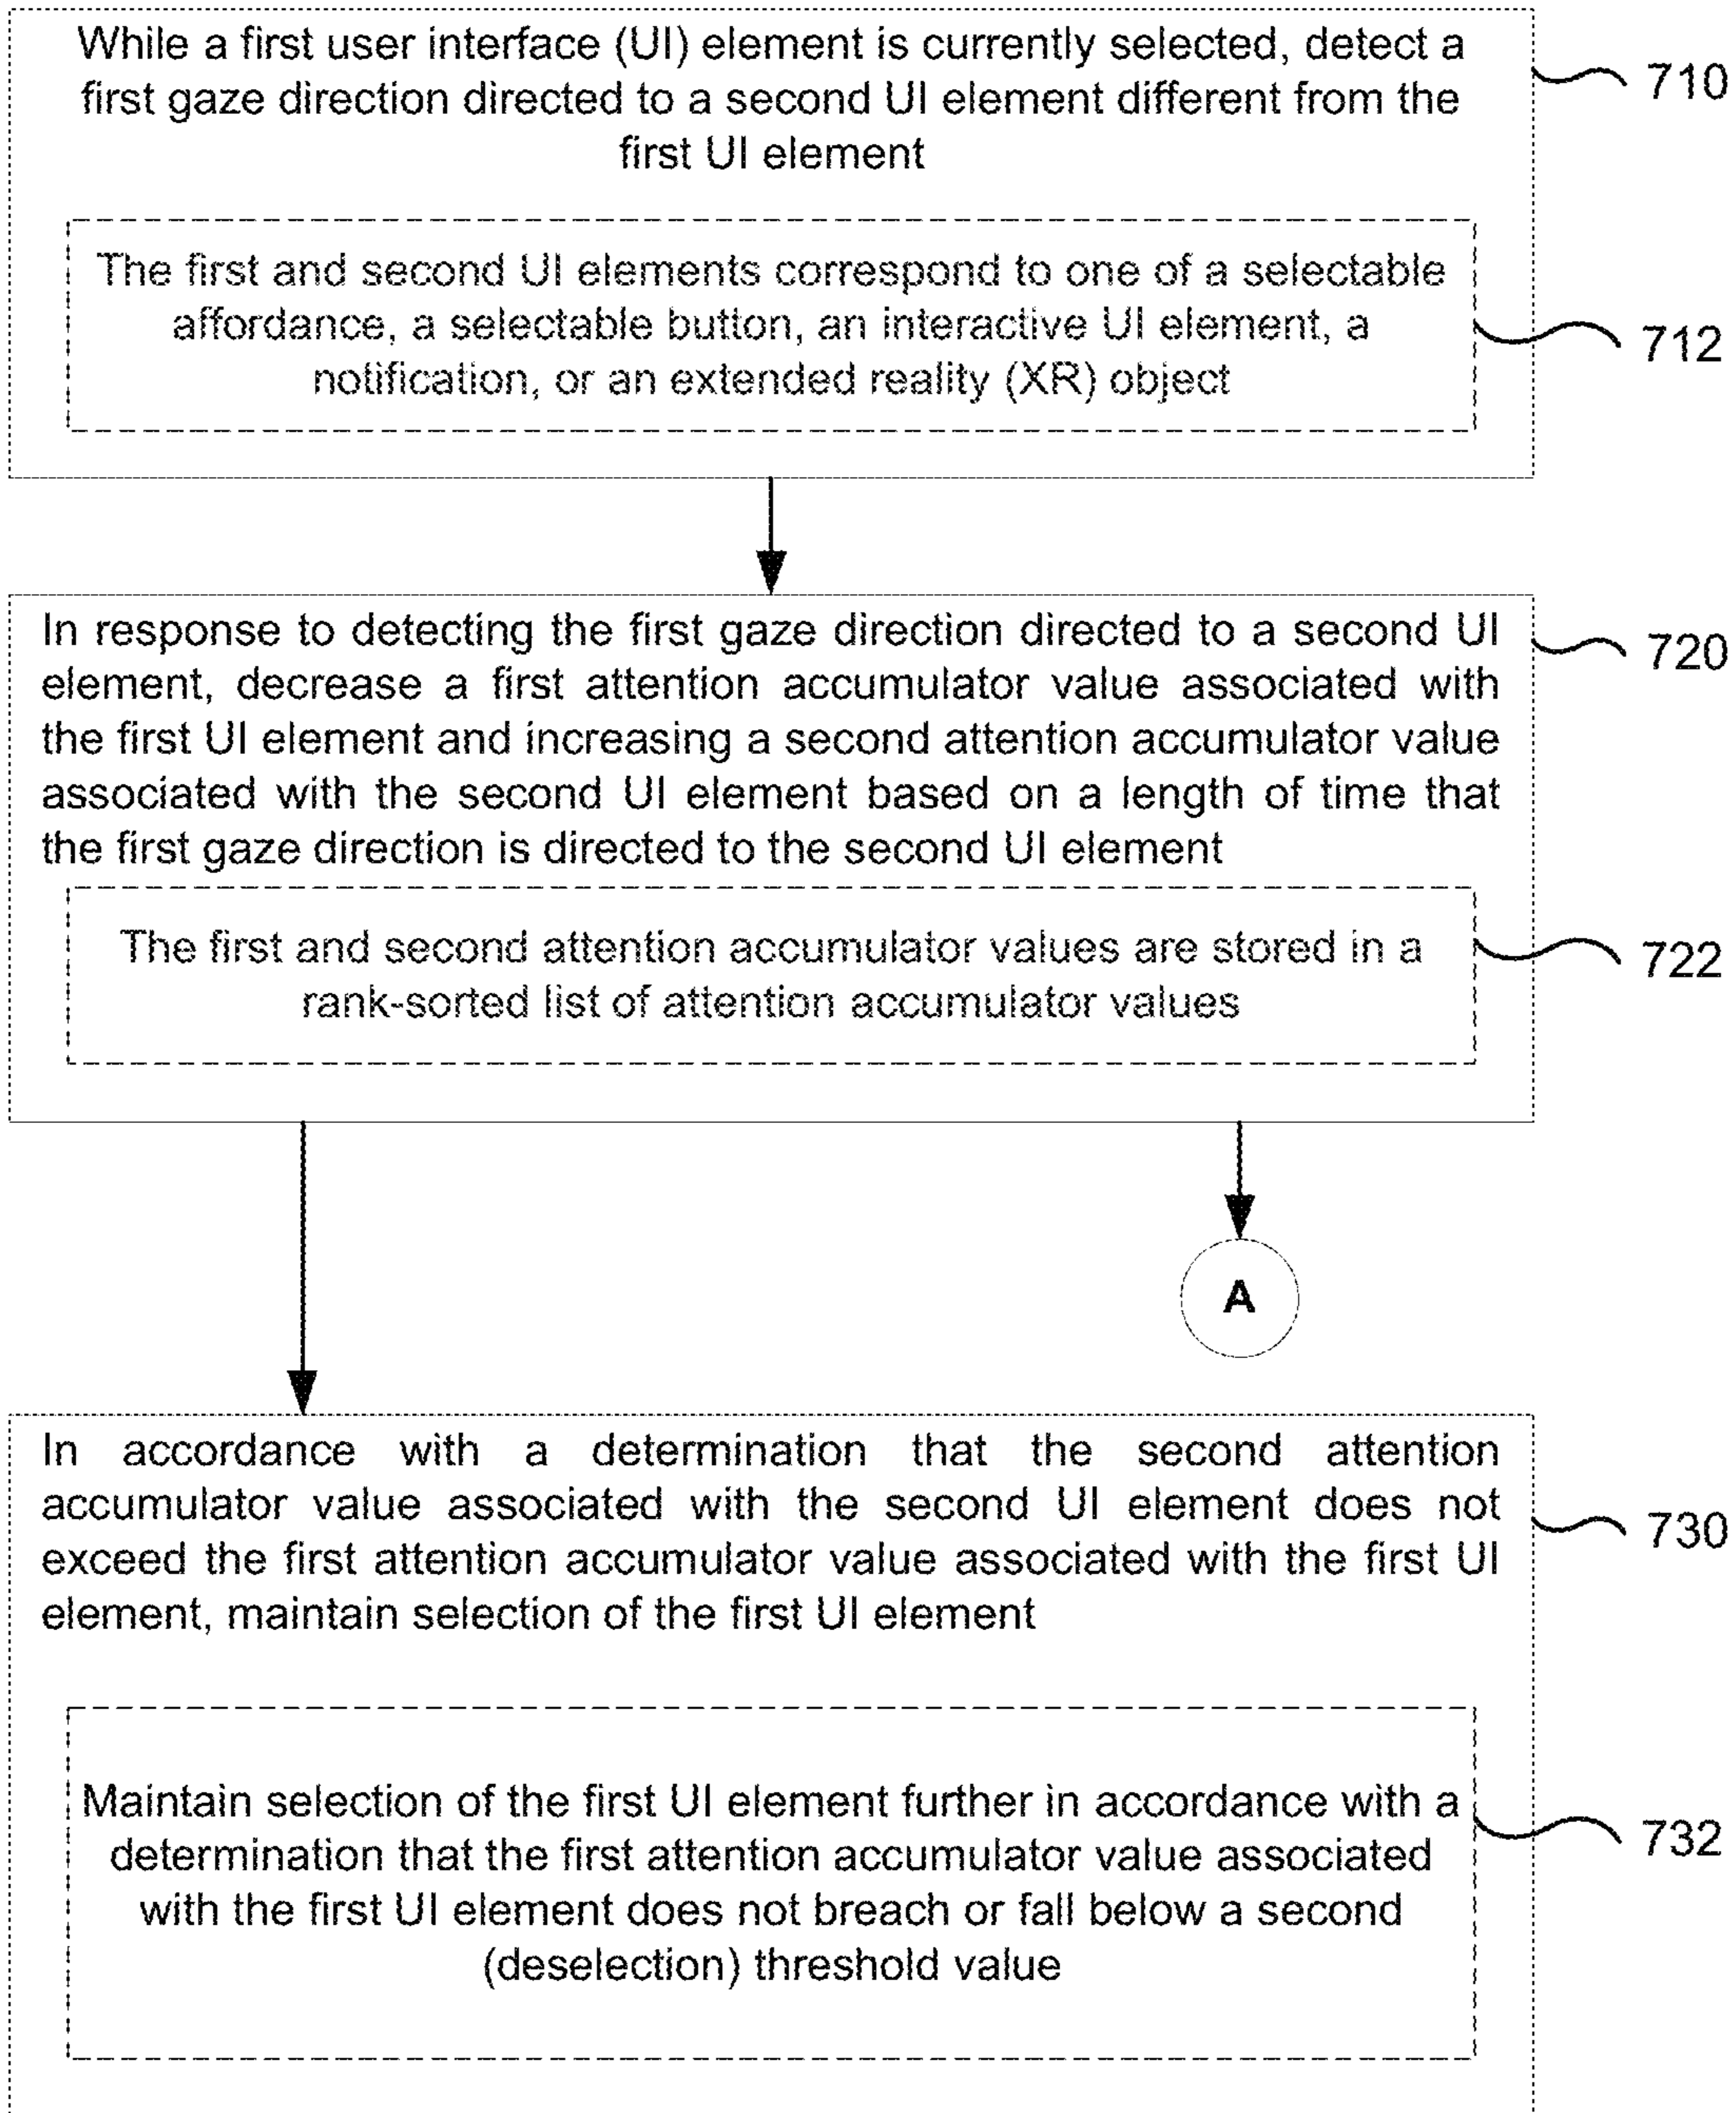 While a first user interface (UI) element is currently selected, detect a
first gaze direction directed to a second UI element different from the
first UI element
710
The first and second UI elements correspond to one of a selectable
affordance, a selectable button, an interactive UI element, a
notification, or an extended reality (XR) object
712
In response to detecting the first gaze direction directed to a second UI
element, decrease a first attention accumulator value associated with
the first UI element and increasing a second attention accumulator value
associated with the second UI element based on a length of time that
the first gaze direction is directed to the second UI element
720
The first and second attention accumulator values are stored in a
rank-sorted list of attention accumulator values
722
A
In accordance with a determination that the second attention
accumulator value associated with the second UI element does not
exceed the first attention accumulator value associated with the first UI
element, maintain selection of the first UI element
730
Maintain selection of the first UI element further in accordance with a
determination that the first attention accumulator value associated
with the first UI element does not breach or fall below a second
(deselection) threshold value
732